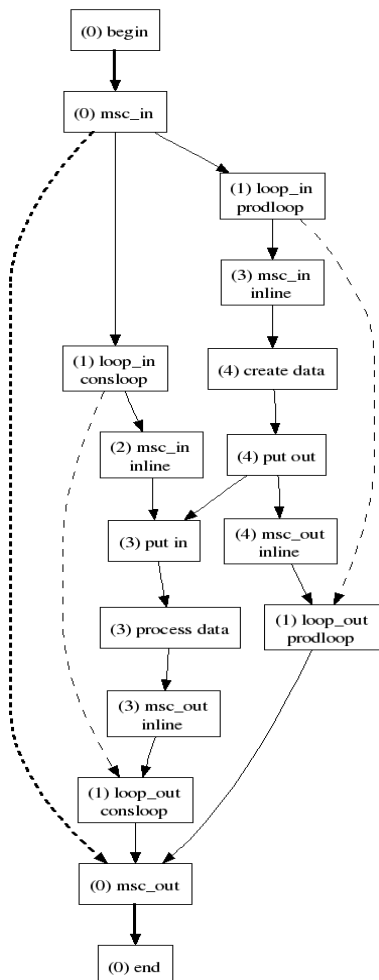 (0) begin
(0) msc_in
(1) loop_in
prodloop
(3) msc_in
inline
(1) loop_in
consloop
(4) create data
(2) msc_in
inline
(4) put out
(3) put in
(4) msc_out
inline
(3) process data
(1) loop_out
prodloop
(3) msc_out
inline
(1) loop_out
consloop
(0) msc_out
(0) end